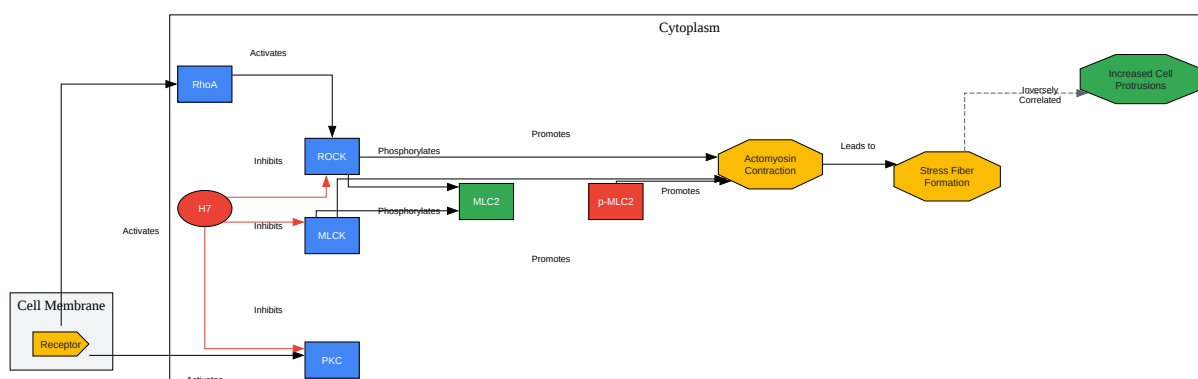 Cytoplasm
Activates
RhoA
Increased Cell
Protrusions
Inversely
Correlated
Promotes
ROCK
Phosphorylates
Inhibits
Actomyosin
Contraction
Leads to
Stress Fiber
Formation
H7
MLC2
p-MLC2
Promotes
Phosphorylates
Inhibits
MLCK
Activates
Promotes
Cell Membrane
Inhibits
Receptor
PKC
Activates